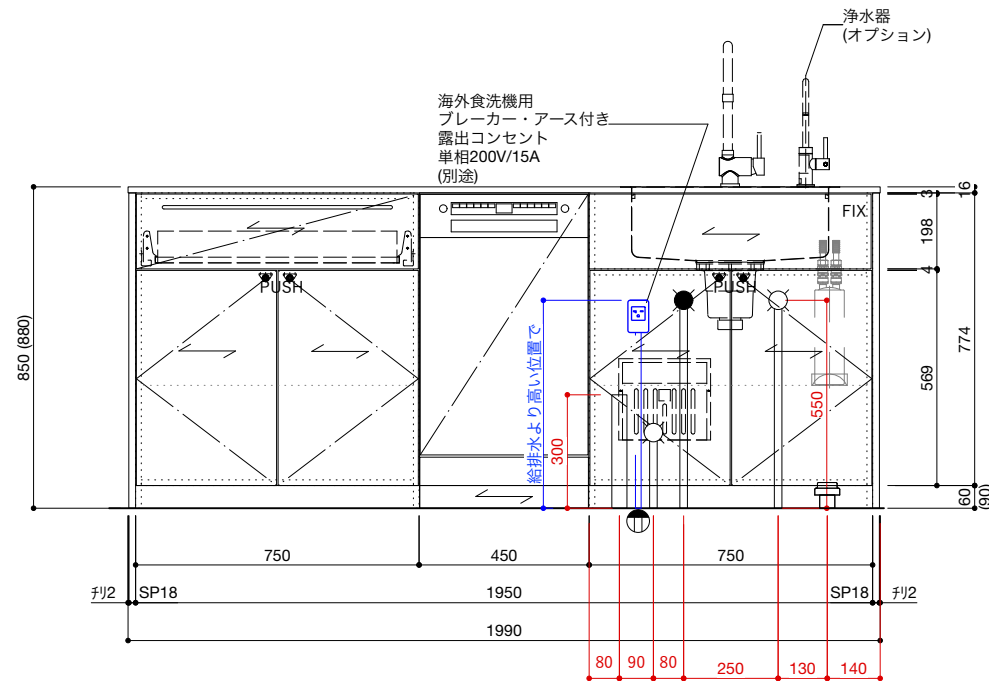 浄水器
(オプション)
海外食洗機用
ブレーカー・アース付き
露出コンセント
単相200V/15A
(別途)
FIX
PUSH
PUSH
850 (880)
給排水より高い位置で
300
550
3
16
198
4
774
569
60
(90)
750
450
750
チリ2
SP18
1950
SP18
チリ2
1990
80
90
80
250
130
140